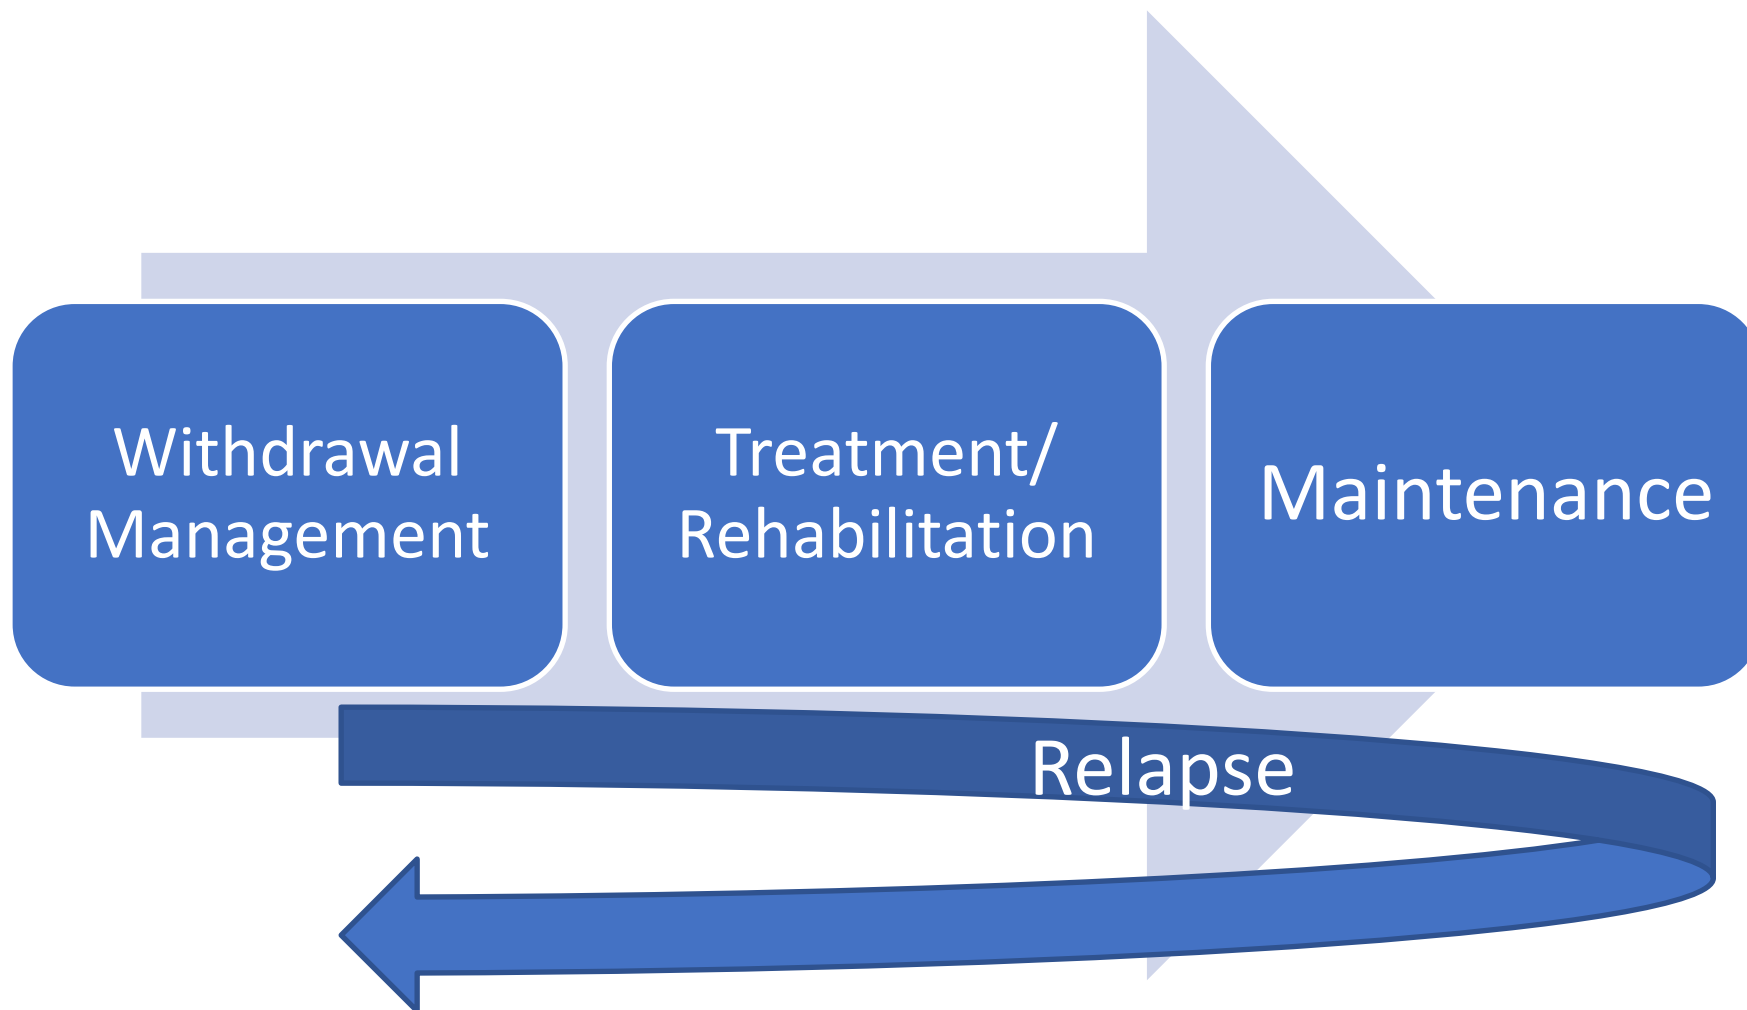 Withdrawal
Management
Treatment/
Rehabilitation
Maintenance
Relapse